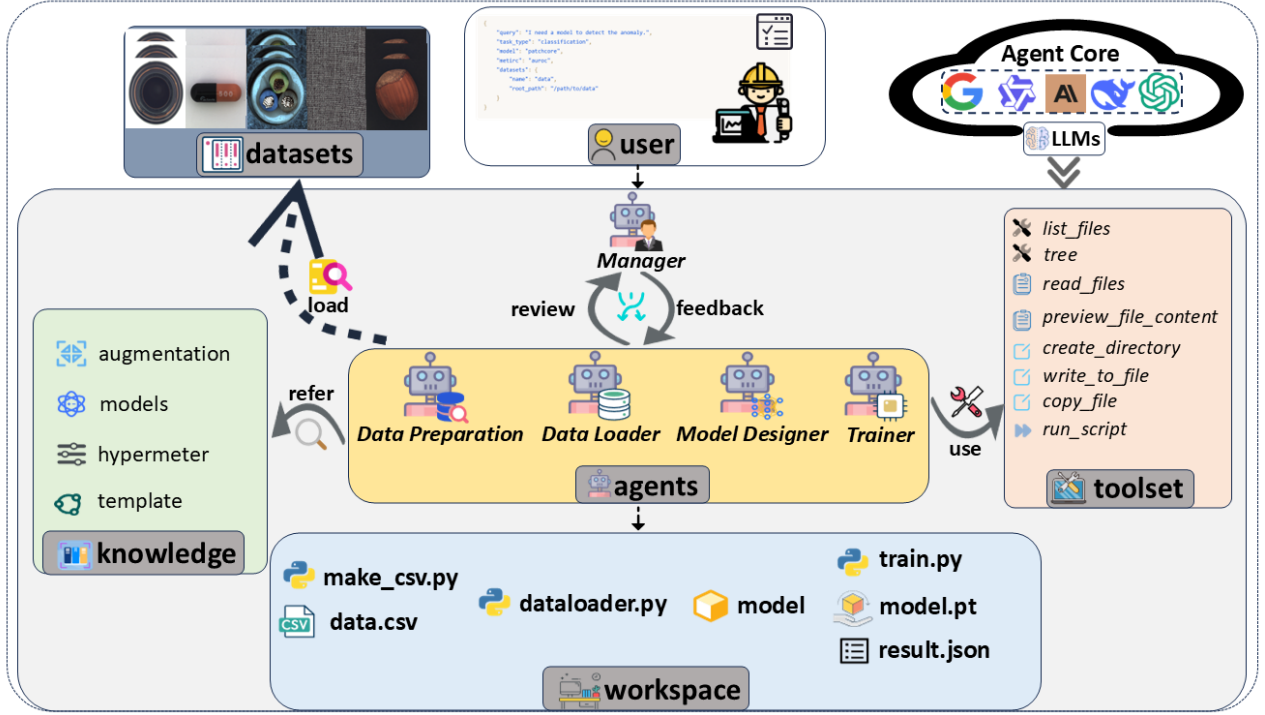 {
"query": "I need a model to detect the anomaly.",
"task_type": "classification",
"model": "patchcore",
"metircs": "auroc",
"datasets": {
"name": "data",
"root_path": "/path/to/data"
}
}
datasets
user
Agent Core
LLMs
Manager
review
feedback
load
augmentation
models
hypermeter
template
knowledge
refer
Data Preparation
Data Loader
Model Designer
Trainer
agents
use
list_files
tree
read_files
preview_file_content
create_directory
write_to_file
copy_file
run_script
toolset
make_csv.py
CSV
data.csv
dataloader.py
model
train.py
model.pt
result.json
workspace